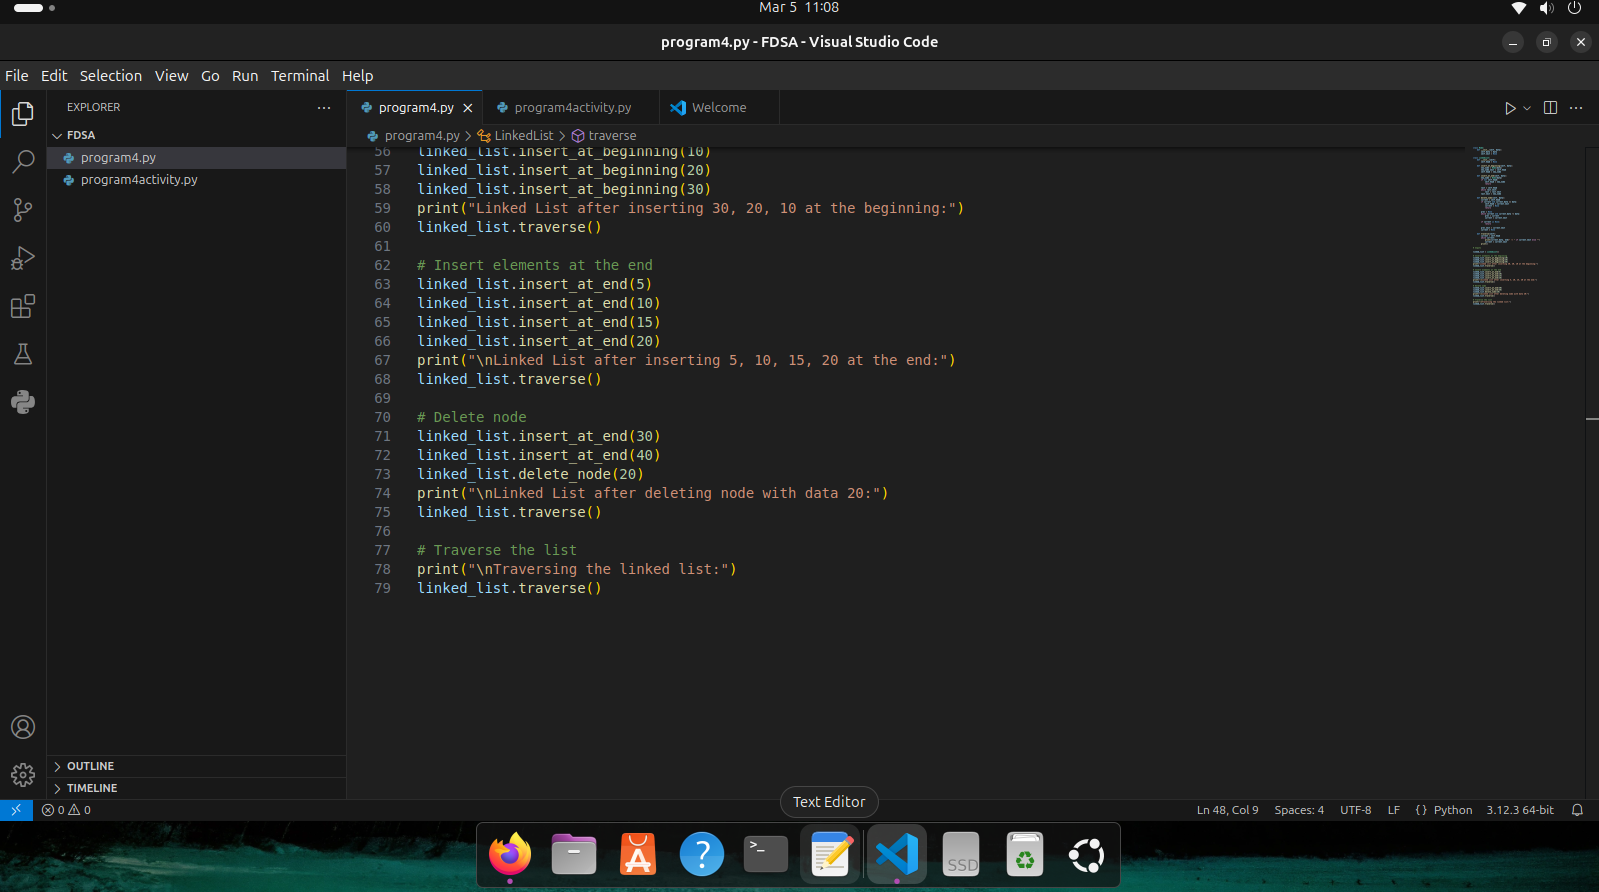 Mar 5 11:08
program4.py - FDSA - Visual Studio Code
File Edit Selection View Go Run Terminal Help
EXPLORER
FDSA
program4.py
program4activity.py
OUTLINE
TIMELINE
program4.py program4activity.py Welcome
program4.py > LinkedList > traverse
56 linked_list.insert_at_beginning(10)
57 linked_list.insert_at_beginning(20)
58 linked_list.insert_at_beginning(30)
59 print("Linked List after inserting 30, 20, 10 at the beginning:")
60 linked_list.traverse()
61
62 # Insert elements at the end
63 linked_list.insert_at_end(5)
64 linked_list.insert_at_end(10)
65 linked_list.insert_at_end(15)
66 linked_list.insert_at_end(20)
67 print("\nLinked List after inserting 5, 10, 15, 20 at the end:")
68 linked_list.traverse()
69
70 # Delete node
71 linked_list.insert_at_end(30)
72 linked_list.insert_at_end(40)
73 linked_list.delete_node(20)
74 print("\nLinked List after deleting node with data 20:")
75 linked_list.traverse()
76
77 # Traverse the list
78 print("\nTraversing the linked list:")
79 linked_list.traverse()
0 0
Ln 48, Col 9 Spaces: 4 UTF-8 LF {} Python 3.12.3 64-bit
Text Editor
>_
?
SSD